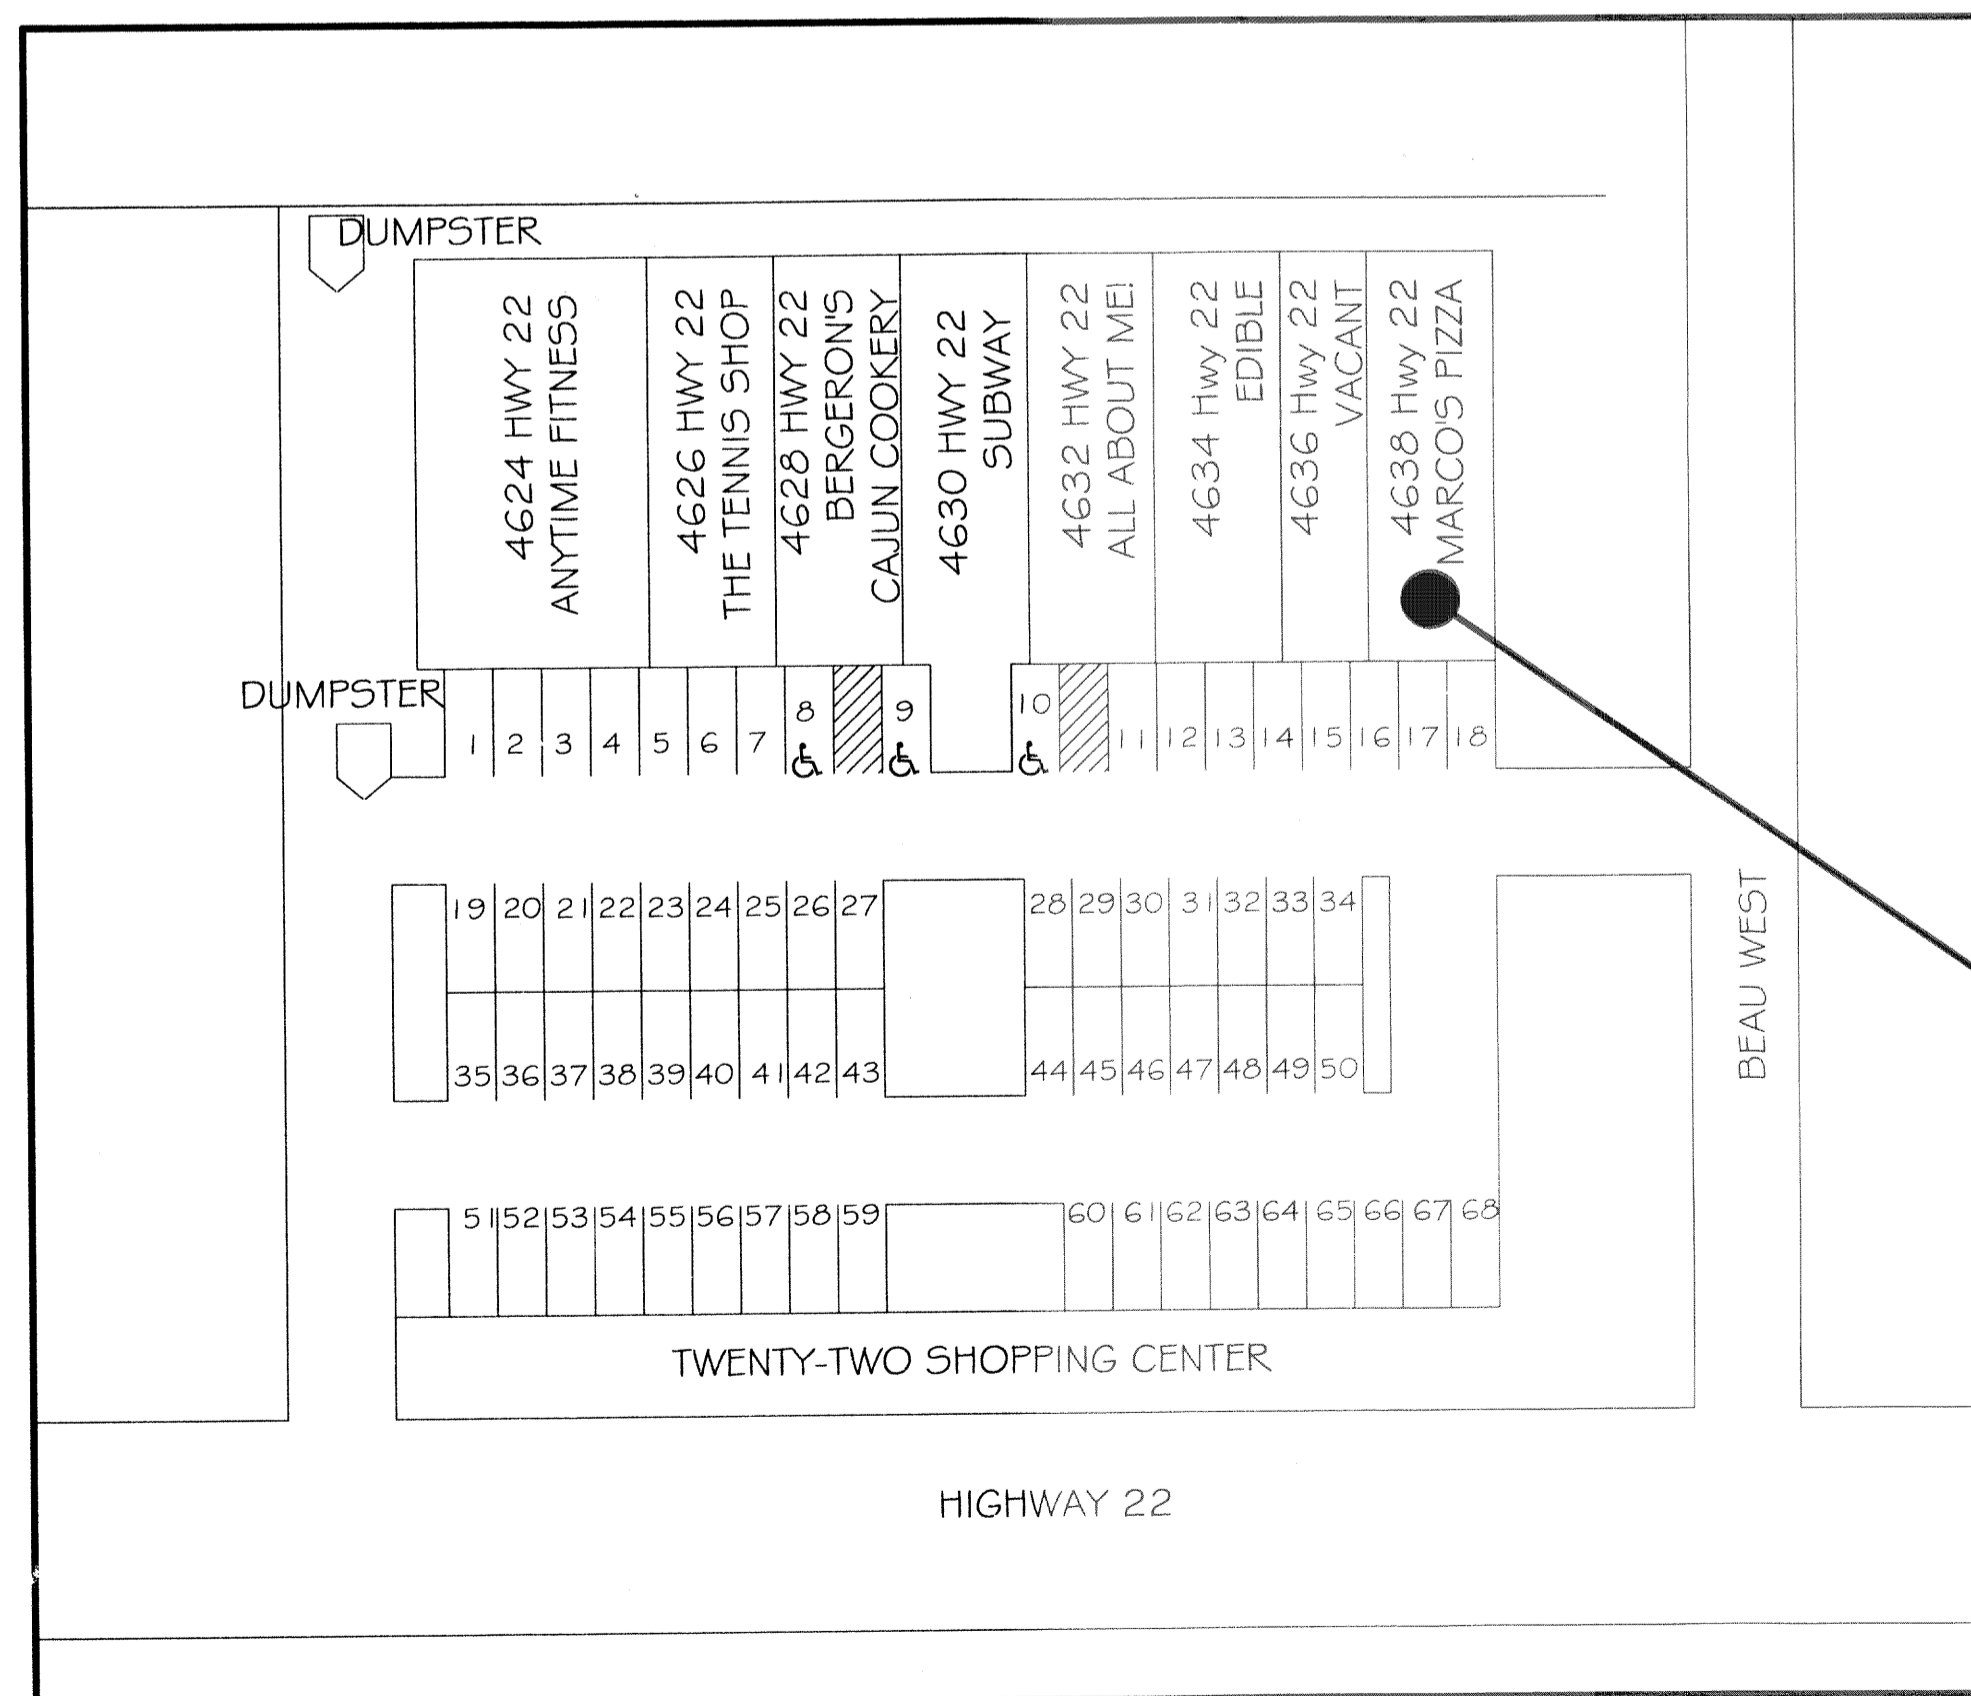 DUMPSTER
4624 HWY 22
ANYTIME FITNESS
4626 HWY 22
THE TENNIS SHOP
4628 HWY 22
BERGERON'S
CAJUN COOKERY
4630 HWY 22
SUBWAY
4632 HWY 22
ALL ABOUT ME!
4634 Hwy 22
EDIBLE
4636 Hwy 22
VACANT
4638 Hwy 22
MARCO'S PIZZA
DUMPSTER
1 2 3 4 5 6 7 8 9 10 11 12 13 14 15 16 17 18
19 20 21 22 23 24 25 26 27 28 29 30 31 32 33 34
35 36 37 38 39 40 41 42 43 44 45 46 47 48 49 50
BEAU WEST
51 52 53 54 55 56 57 58 59 60 61 62 63 64 65 66 67 68
TWENTY-TWO SHOPPING CENTER
HIGHWAY 22